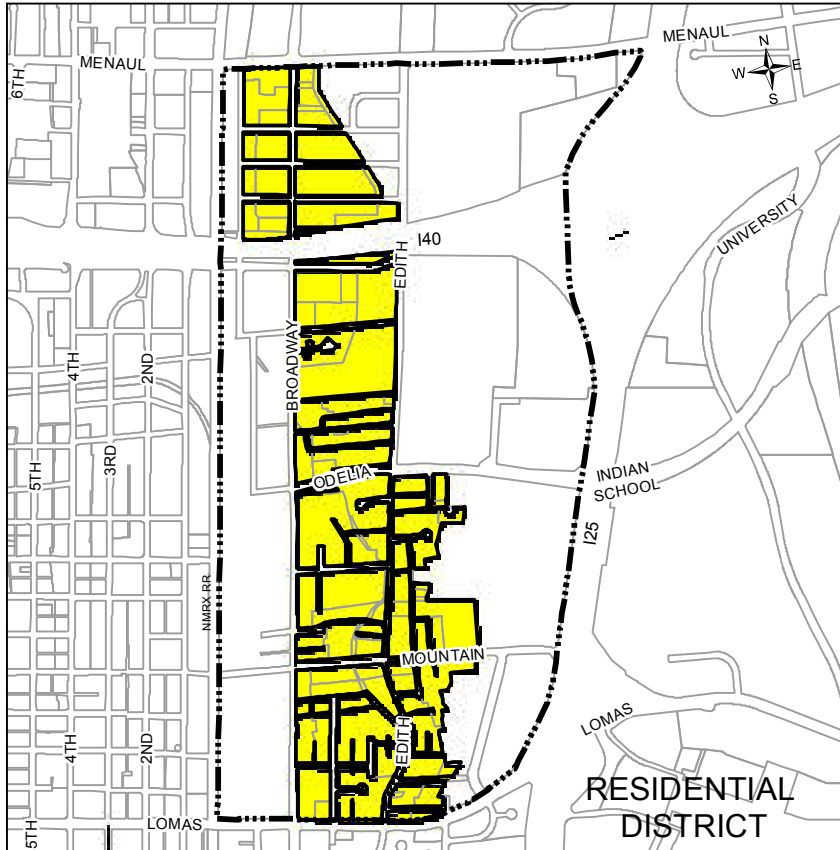 MENAUL
MENAUL
N
W E
S
6TH
UNIVERSITY
I40
EDITH
BROADWAY
4TH
2ND
5TH
3RD
ODELIA
INDIAN
SCHOOL
I25
NMRX RR
MOUNTAIN
LOMAS
EDITH
4TH
2ND
RESIDENTIAL
DISTRICT
LOMAS
5TH